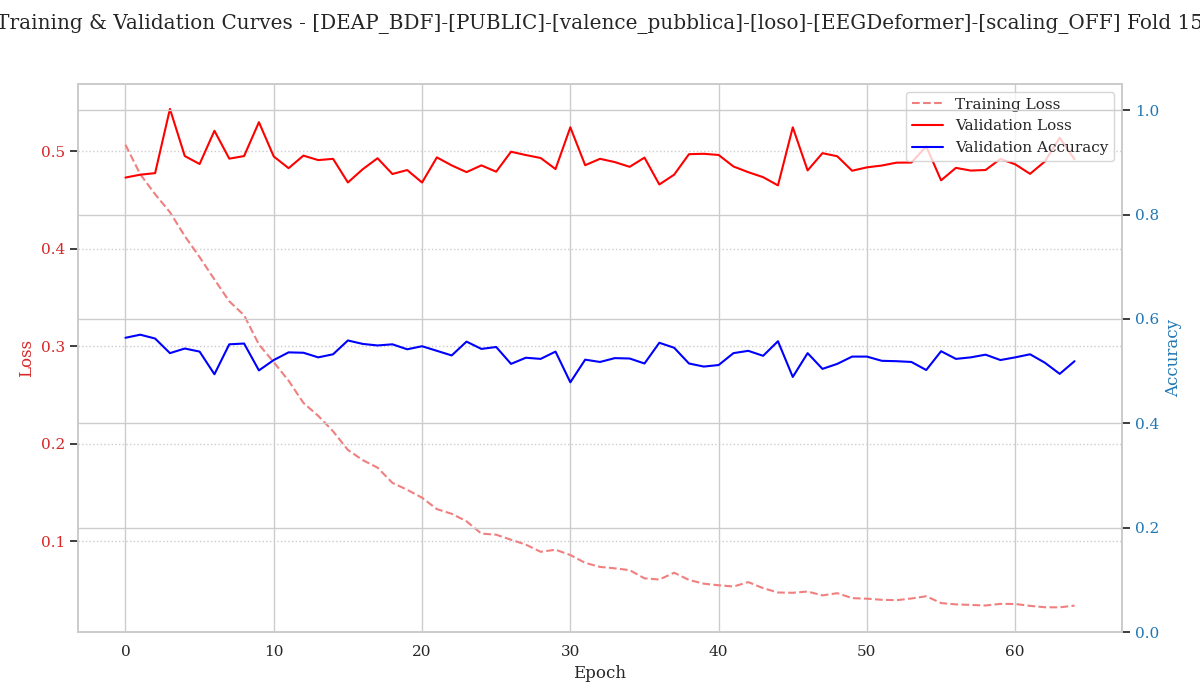 Training & Validation Curves - [DEAP_BDF]-[PUBLIC]-[valence_pubblica]-[loso]-[EEGDeformer]-[scaling_OFF] Fold 15
Training Loss
Validation Loss
Validation Accuracy
Loss
0.5
0.4
0.3
0.2
0.1
1.0
0.8
0.6
0.4
0.2
0.0
Accuracy
0 10 20 30 40 50 60
Epoch